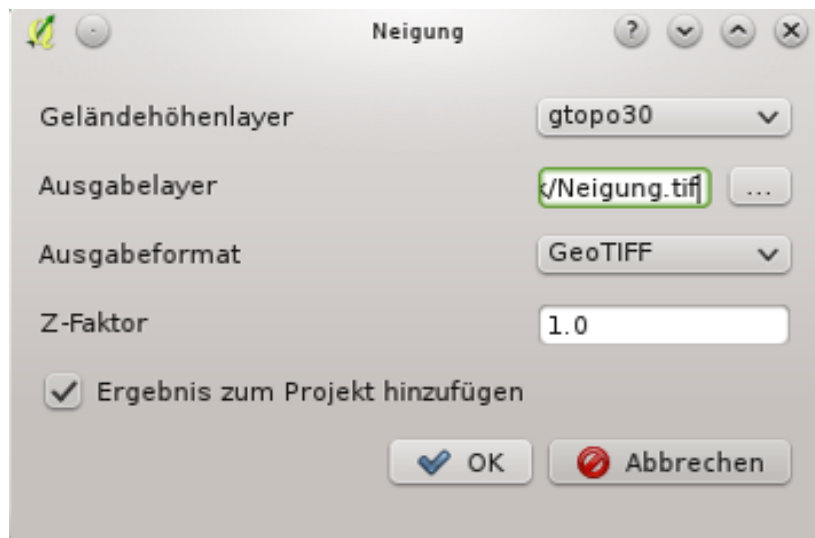 Neigung
Geländehöhenlayer gtopo30
Ausgabelayer /Neigung.tif ...
Ausgabeformat GeoTIFF
Z-Faktor 1.0
Ergebnis zum Projekt hinzufügen
OK Abbrechen